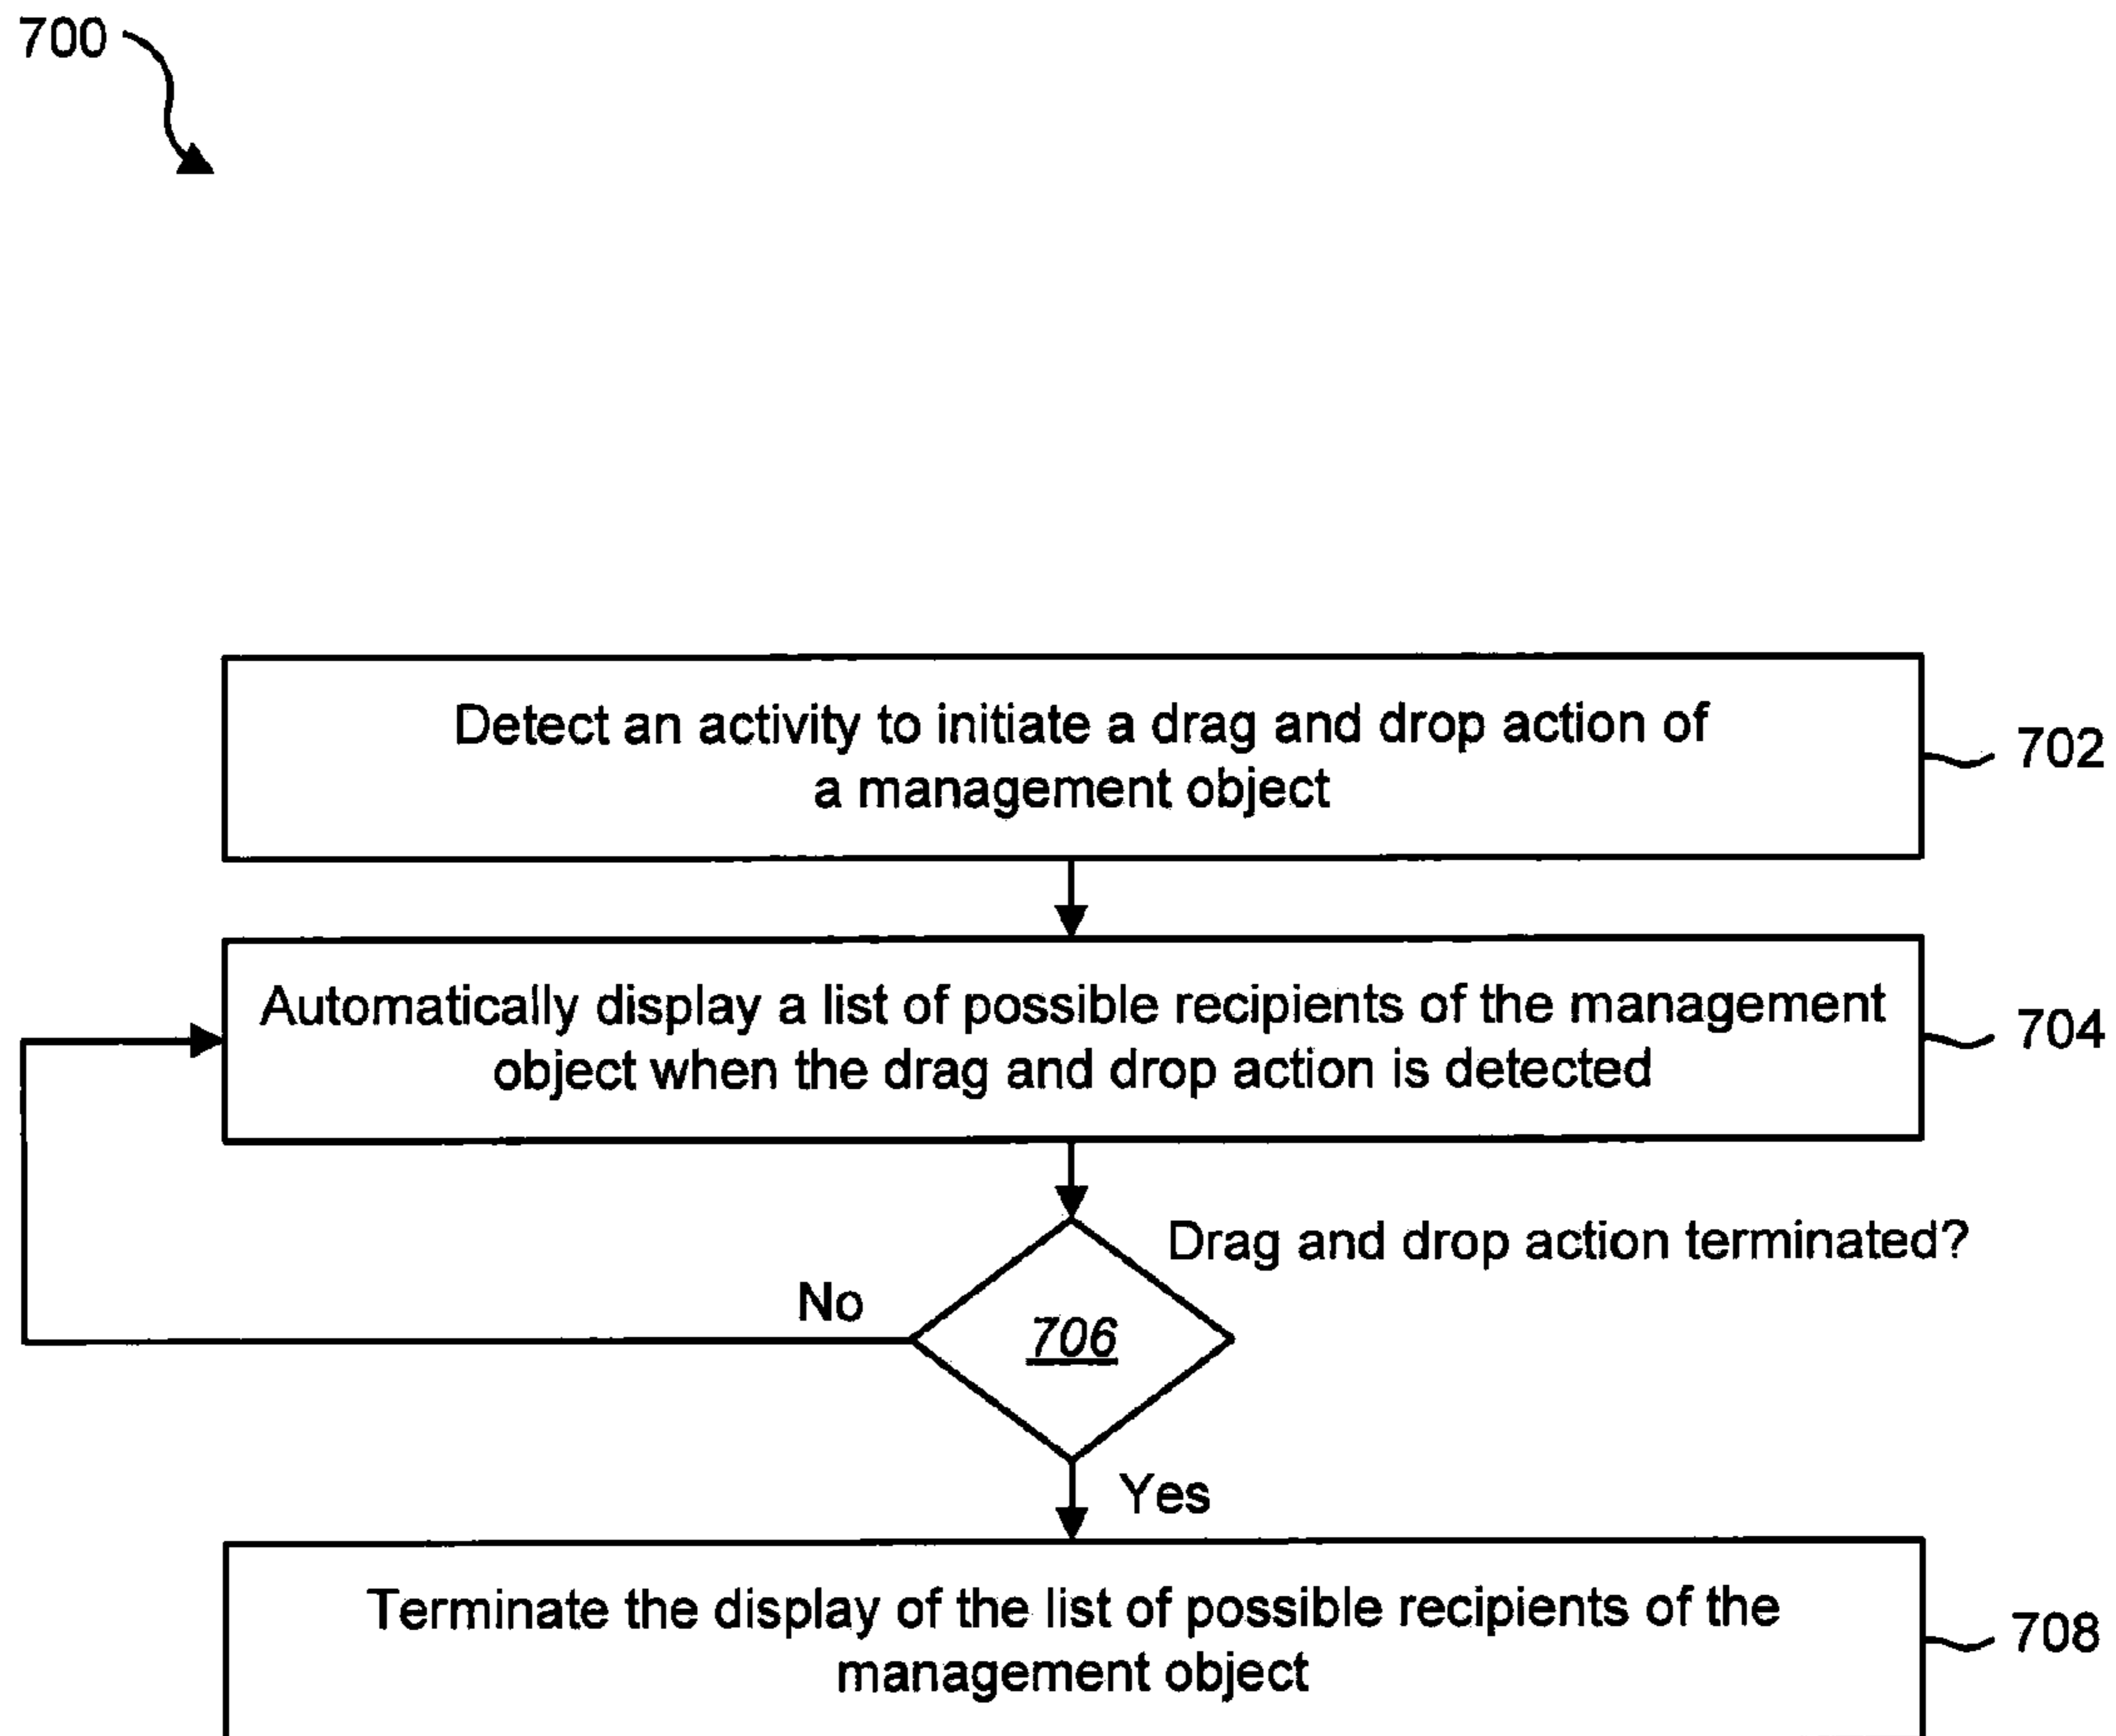 700
Detect an activity to initiate a drag and drop action of
a management object
702
Automatically display a list of possible recipients of the management
object when the drag and drop action is detected
704
Drag and drop action terminated?
No
706
Yes
Terminate the display of the list of possible recipients of the
management object
708